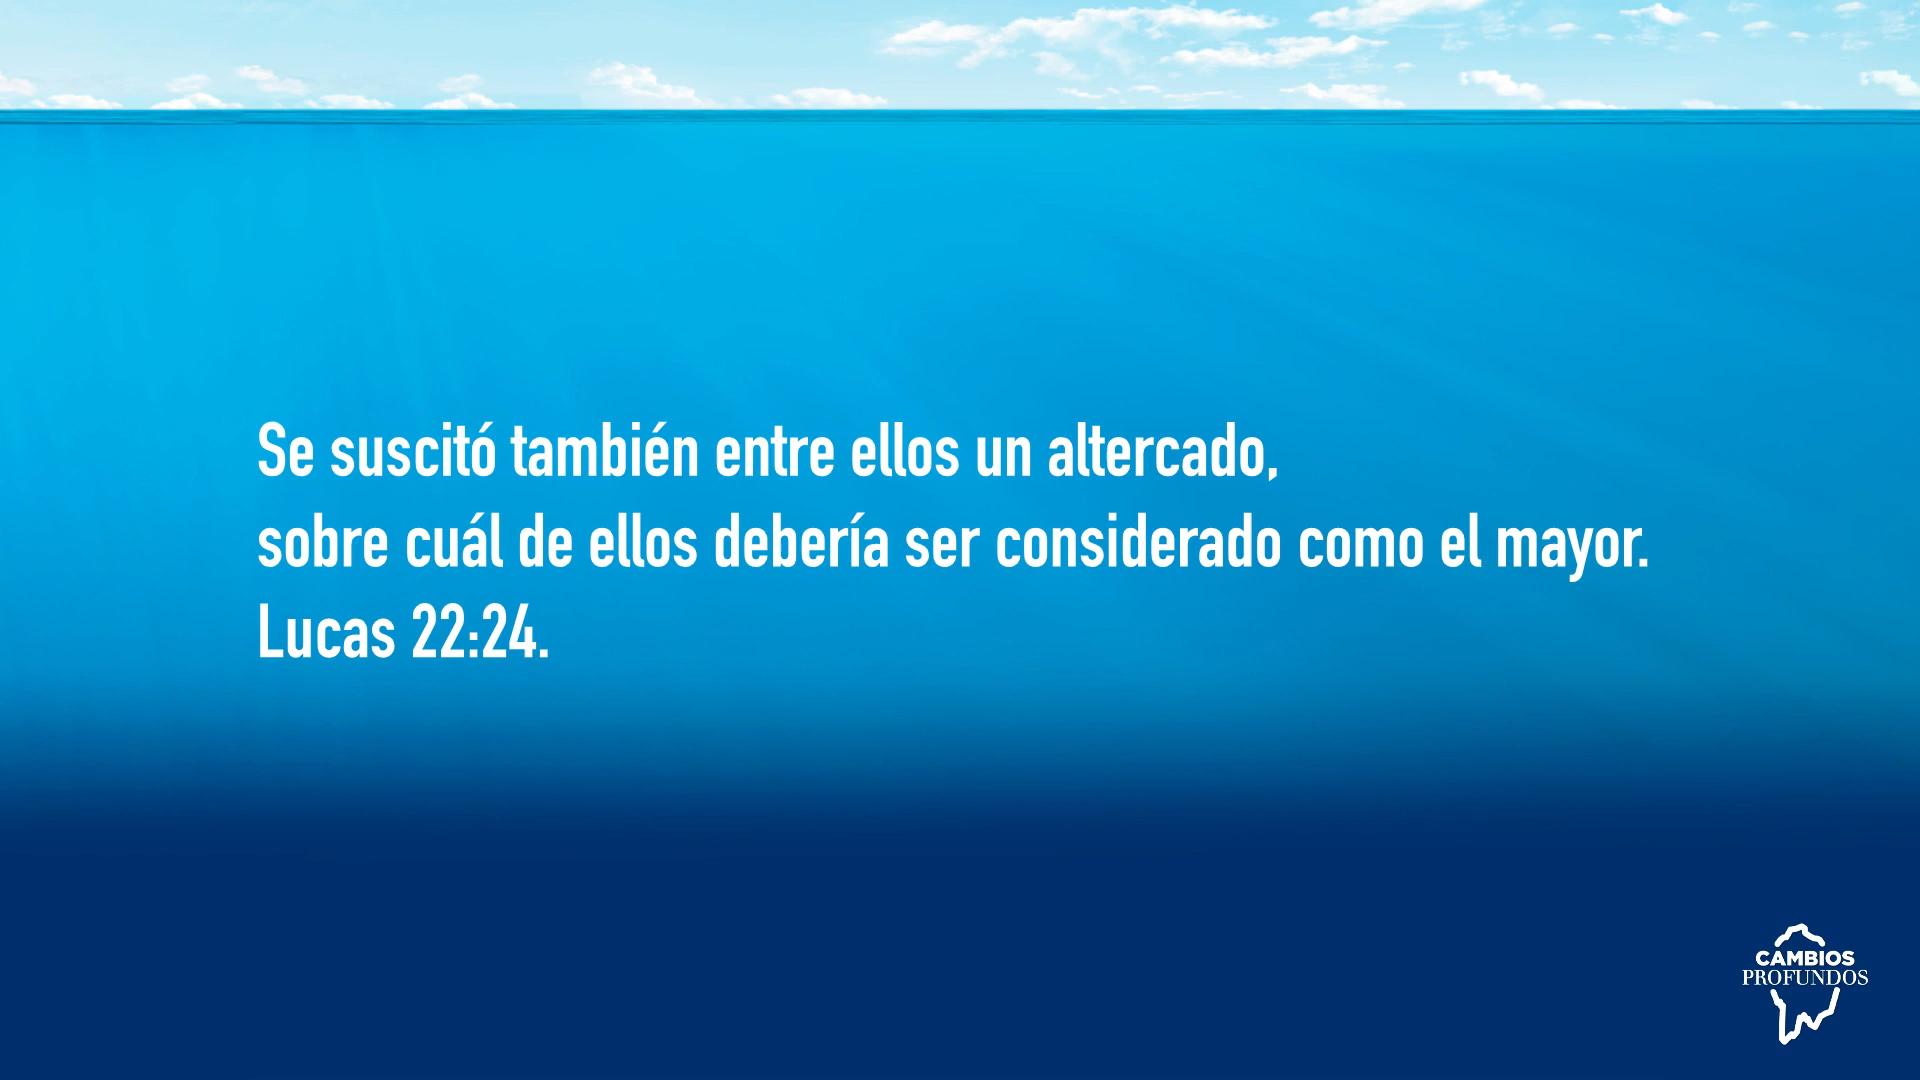 Se suscitó también entre ellos un altercado,
sobre cuál de ellos debería ser considerado como el mayor.
Lucas 22:24.
CAMBIOS
PROFUNDOS